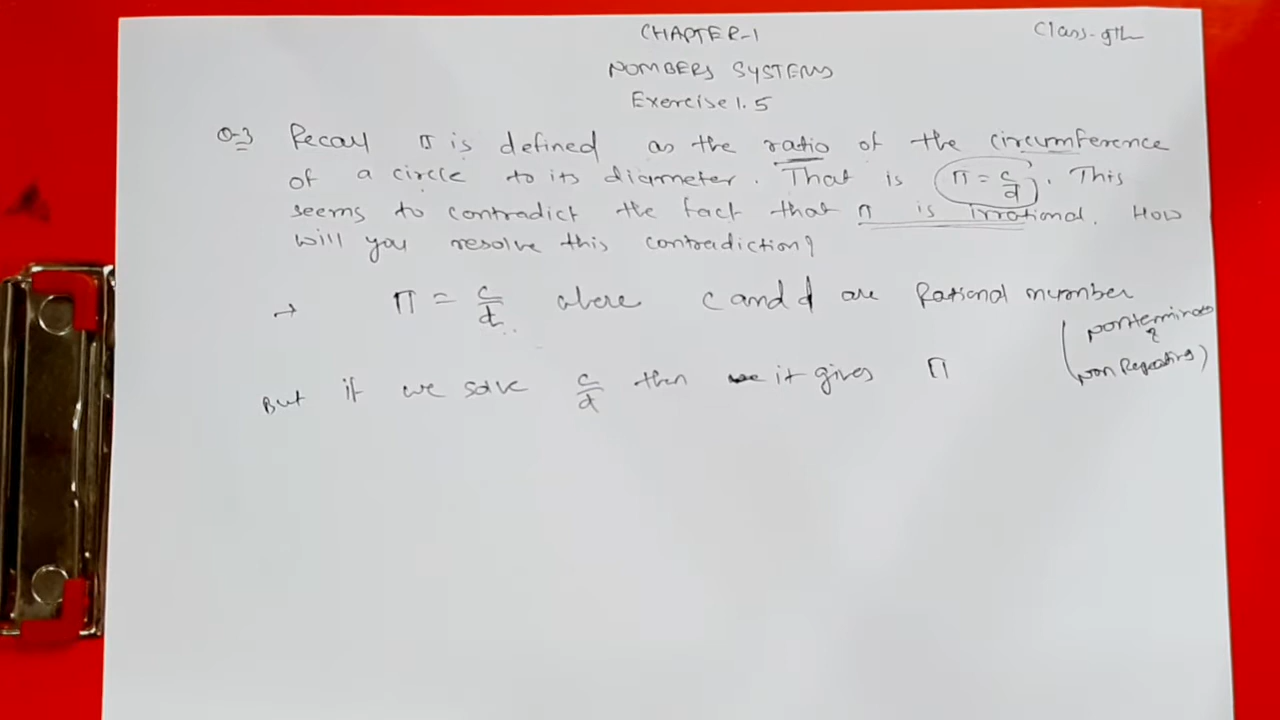 CHAPTER-1
Class-9th
NUMBERS SYSTEMS
Exercise 1.5
Q-3 Recall π is defined as the ratio of the circumference
of a circle to its diameter. That is π = c/d. This
seems to contradict the fact that π is irrational. How
will you resolve this contradiction?
→ π = c/d where c and d are Rational number
But if we solve c/d then it gives π (nonterminate & non Repeating)